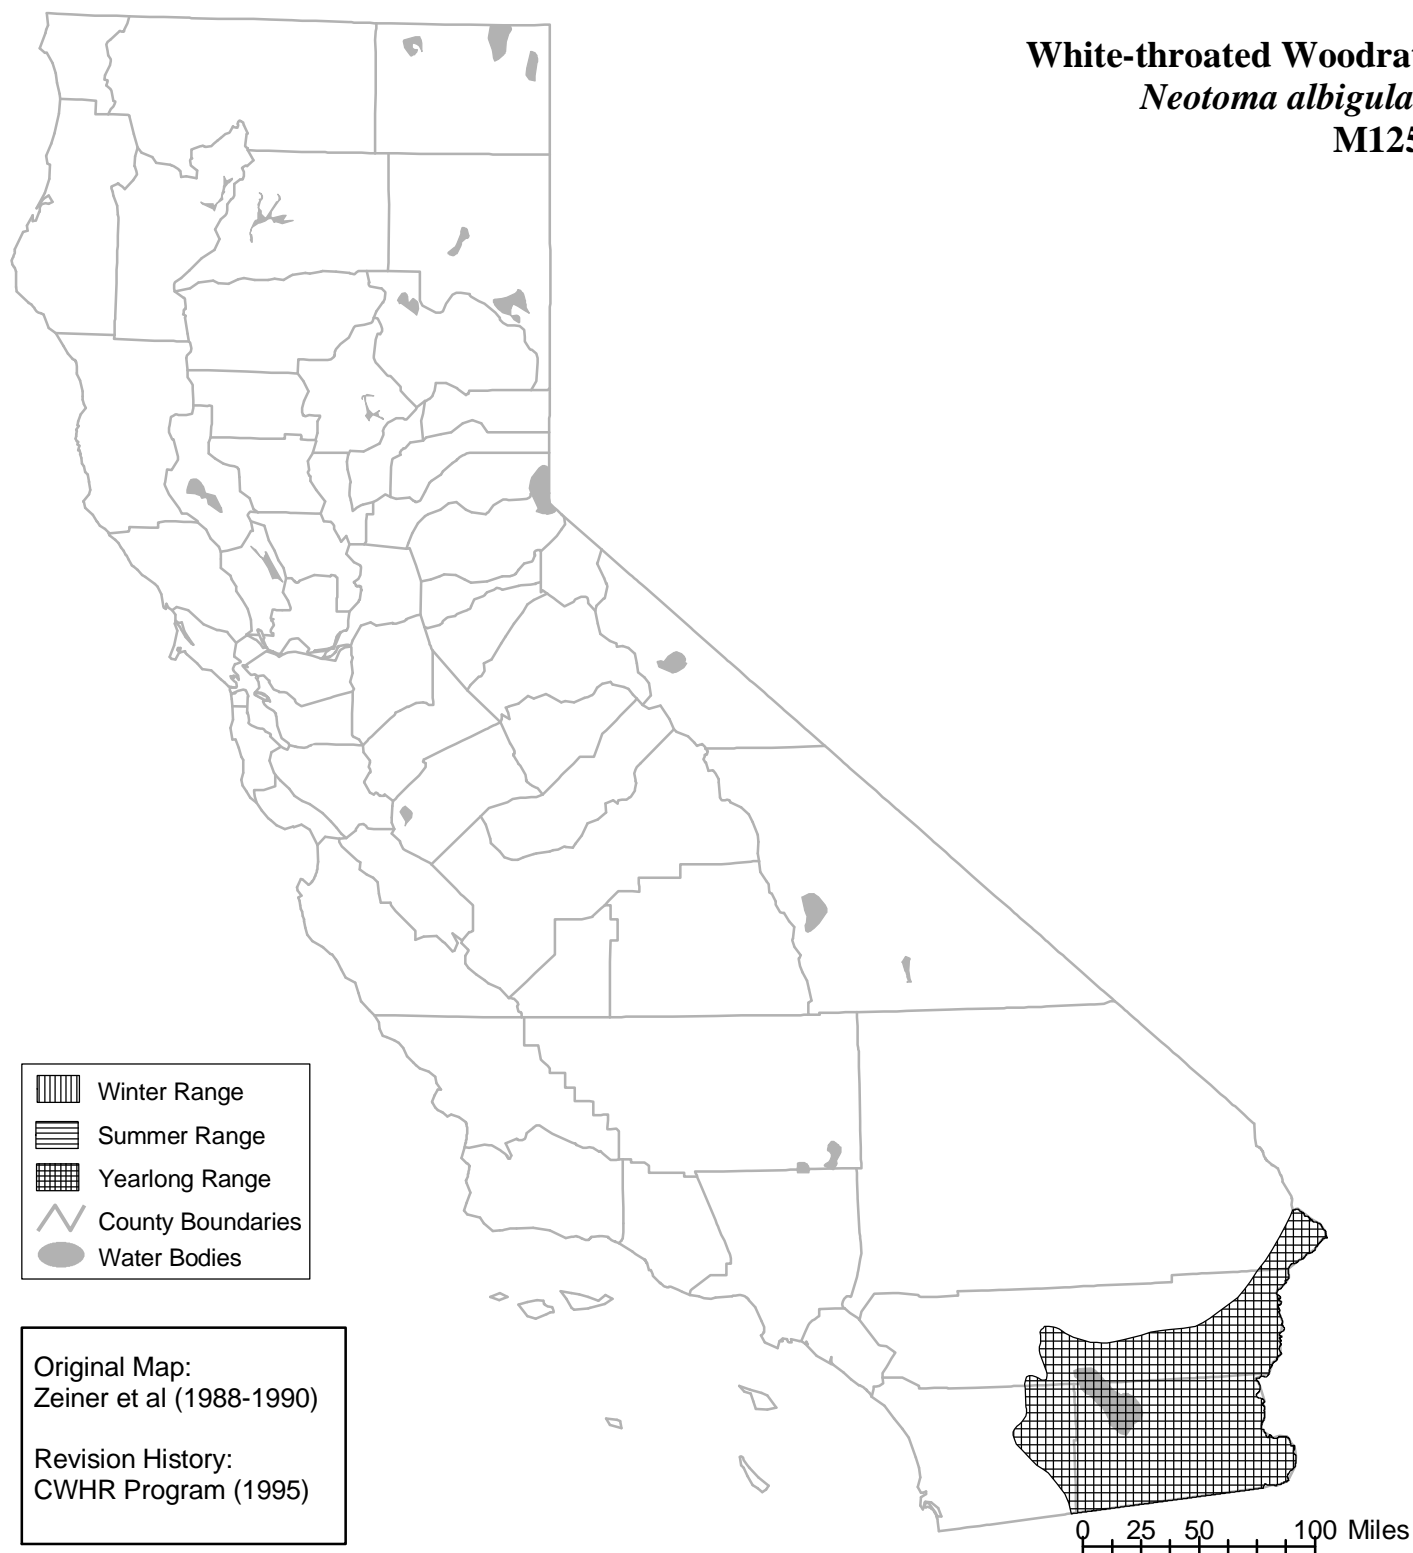 White-throated Woodrat
Neotoma albigula
M125
Winter Range
Summer Range
Yearlong Range
County Boundaries
Water Bodies
Original Map:
Zeiner et al (1988-1990)
Revision History:
CWHR Program (1995)
0 25 50 100 Miles